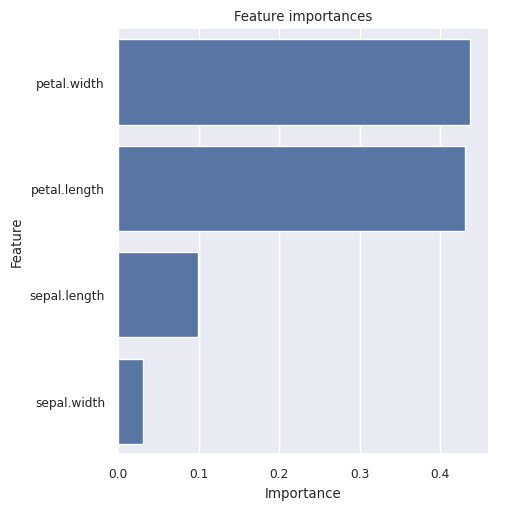 Feature importances
petal.width
petal.length
sepal.length
sepal.width
Feature
0.0 0.1 0.2 0.3 0.4
Importance